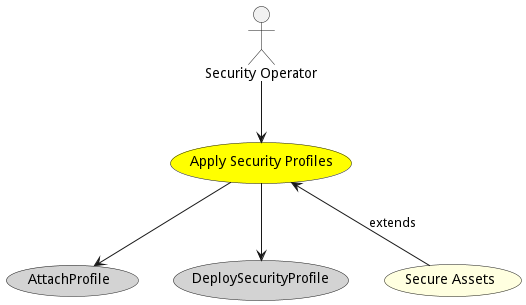 Security Operator
Apply Security Profiles
extends
AttachProfile
DeploySecurityProfile
Secure Assets